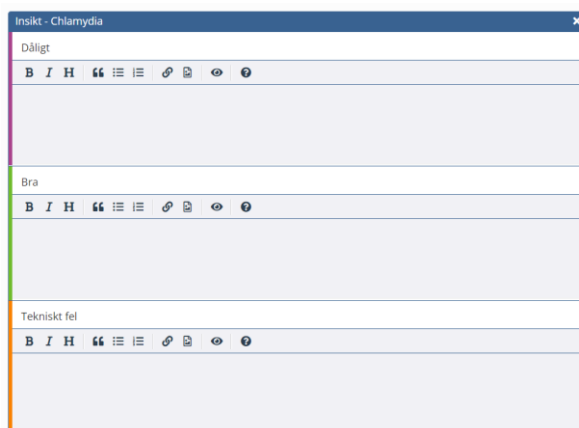 Insikt - Chlamydia
Dåligt
B I H
Bra
B I H
Tekniskt fel
B I H